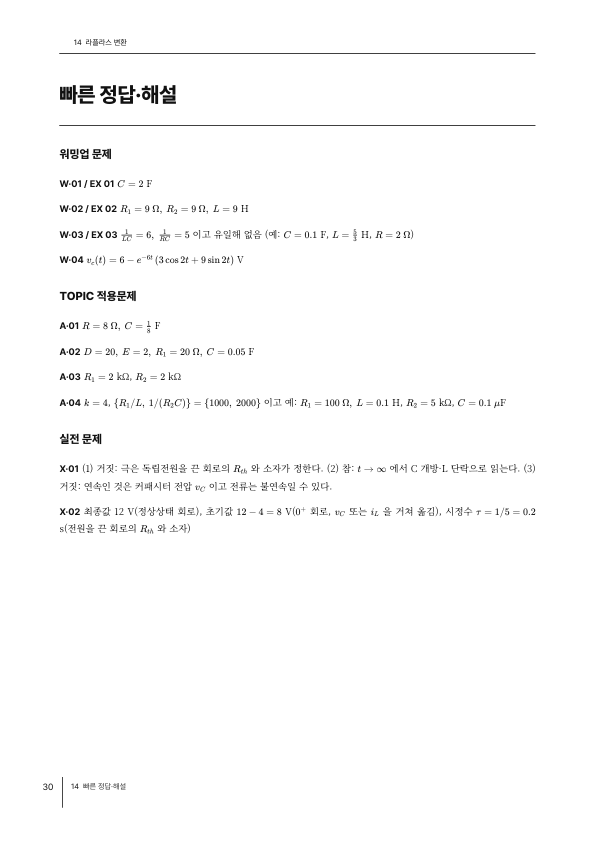 14 라플라스 변환
빠른 정답·해설
워밍업 문제
W·01 / EX 01 C = 2 F
W·02 / EX 02 R₁ = 9 Ω, R₂ = 9 Ω, L = 9 H
W·03 / EX 03 1/LC = 6, 1/RC = 5 이고 유일해 없음 (예: C = 0.1 F, L = 5/3 H, R = 2 Ω)
W·04 v_c(t) = 6 − e^{−6t} (3 cos 2t + 9 sin 2t) V
TOPIC 적용문제
A·01 R = 8 Ω, C = 1/8 F
A·02 D = 20, E = 2, R₁ = 20 Ω, C = 0.05 F
A·03 R₁ = 2 kΩ, R₂ = 2 kΩ
A·04 k = 4, {R₁/L, 1/(R₂C)} = {1000, 2000} 이고 예: R₁ = 100 Ω, L = 0.1 H, R₂ = 5 kΩ, C = 0.1 μF
실전 문제
X·01 (1) 거짓: 극은 독립전원을 끈 회로의 R_th 와 소자가 정한다. (2) 참: t → ∞ 에서 C 개방·L 단락으로 읽는다. (3)
거짓: 연속인 것은 커패시터 전압 v_C 이고 전류는 불연속일 수 있다.
X·02 최종값 12 V(정상상태 회로), 초기값 12 − 4 = 8 V(0⁺ 회로, v_C 또는 i_L 을 거쳐 옮김), 시정수 τ = 1/5 = 0.2
s(전원을 끈 회로의 R_th 와 소자)
30 14 빠른 정답·해설